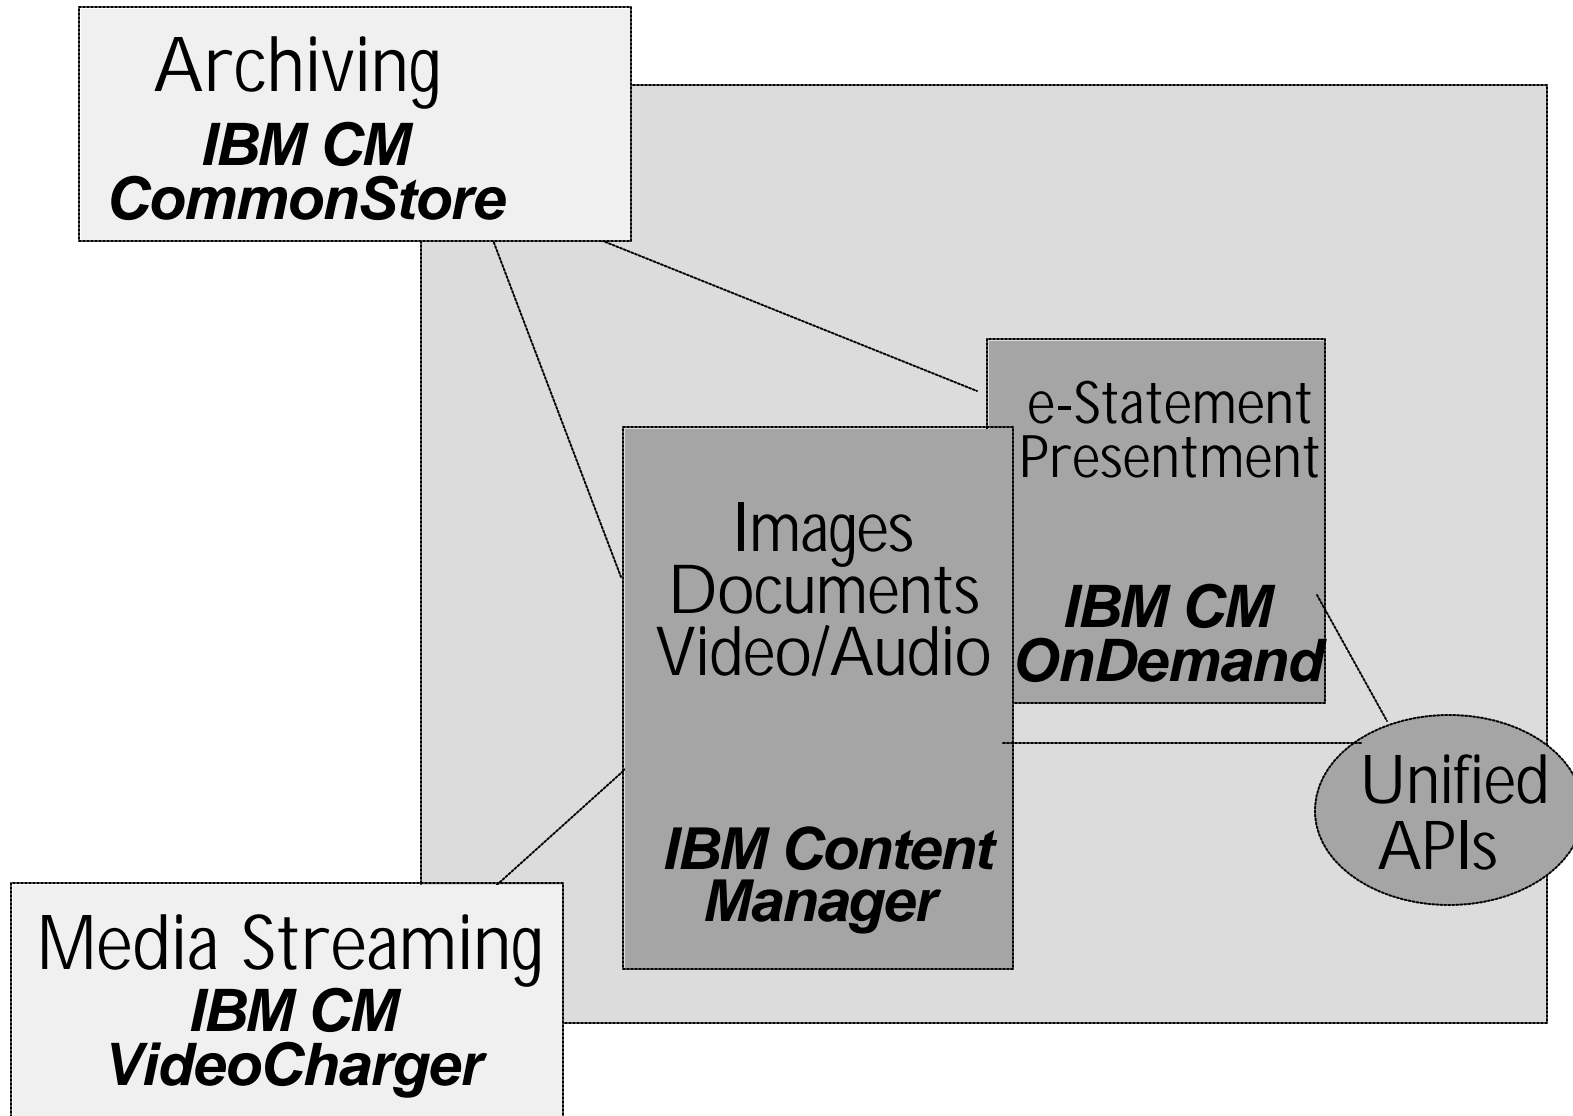 Archiving
IBM CM
CommonStore
e-Statement
Presentment
IBM CM
OnDemand
Images
Documents
Video/Audio
IBM Content
Manager
Unified
APIs
Media Streaming
IBM CM
VideoCharger